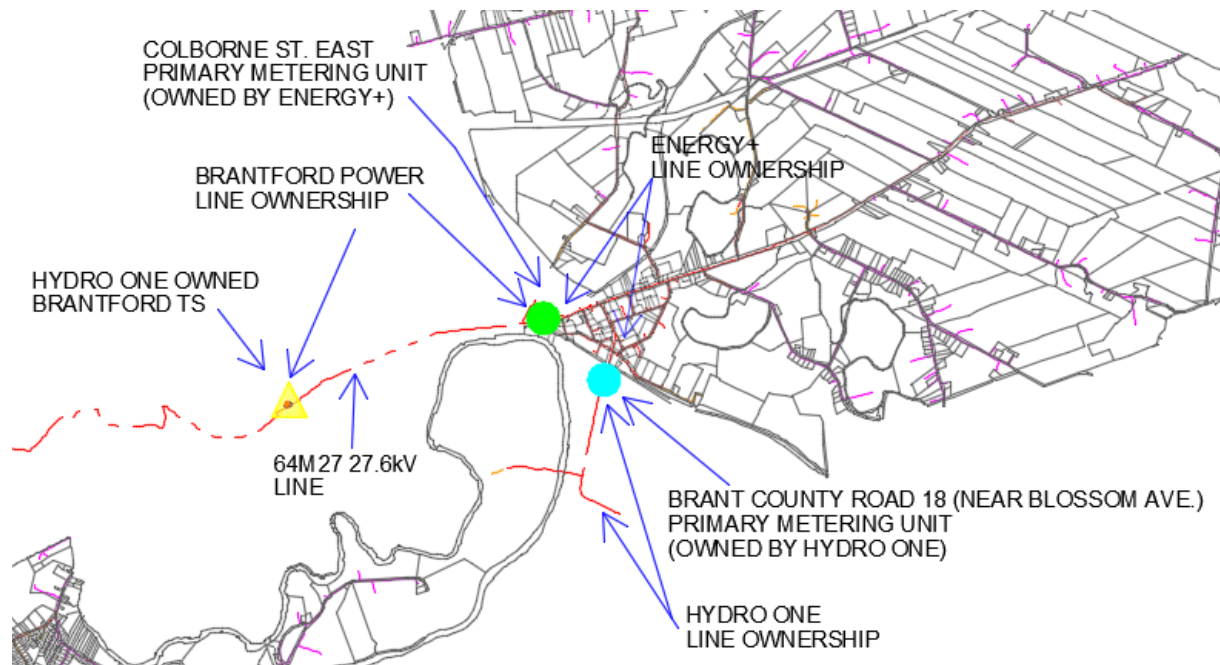 COLBORNE ST. EAST
PRIMARY METERING UNIT
(OWNED BY ENERGY+)
ENERGY+
LINE OWNERSHIP
BRANTFORD POWER
LINE OWNERSHIP
HYDRO ONE OWNED
BRANTFORD TS
64M27 27.6kV
LINE
BRANT COUNTY ROAD 18 (NEAR BLOSSOM AVE.)
PRIMARY METERING UNIT
(OWNED BY HYDRO ONE)
HYDRO ONE
LINE OWNERSHIP